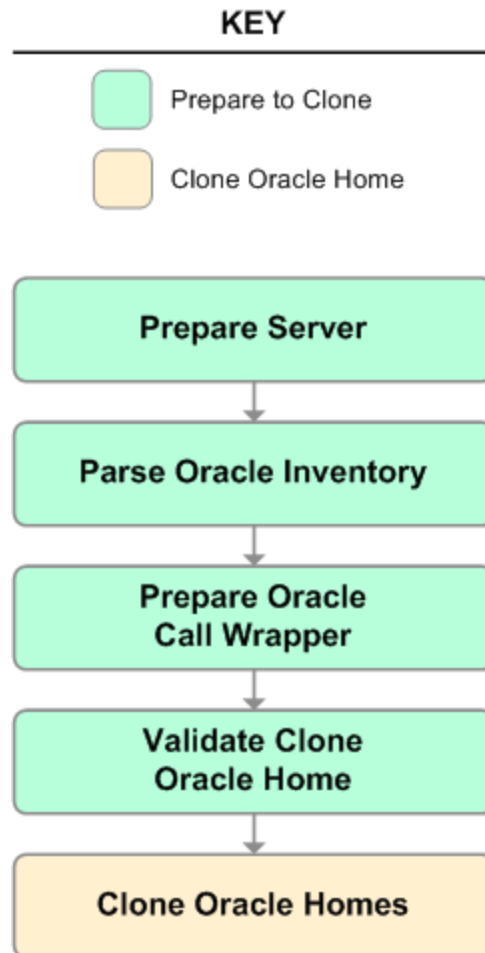 KEY
Prepare to Clone
Clone Oracle Home
Prepare Server
Parse Oracle Inventory
Prepare Oracle
Call Wrapper
Validate Clone
Oracle Home
Clone Oracle Homes